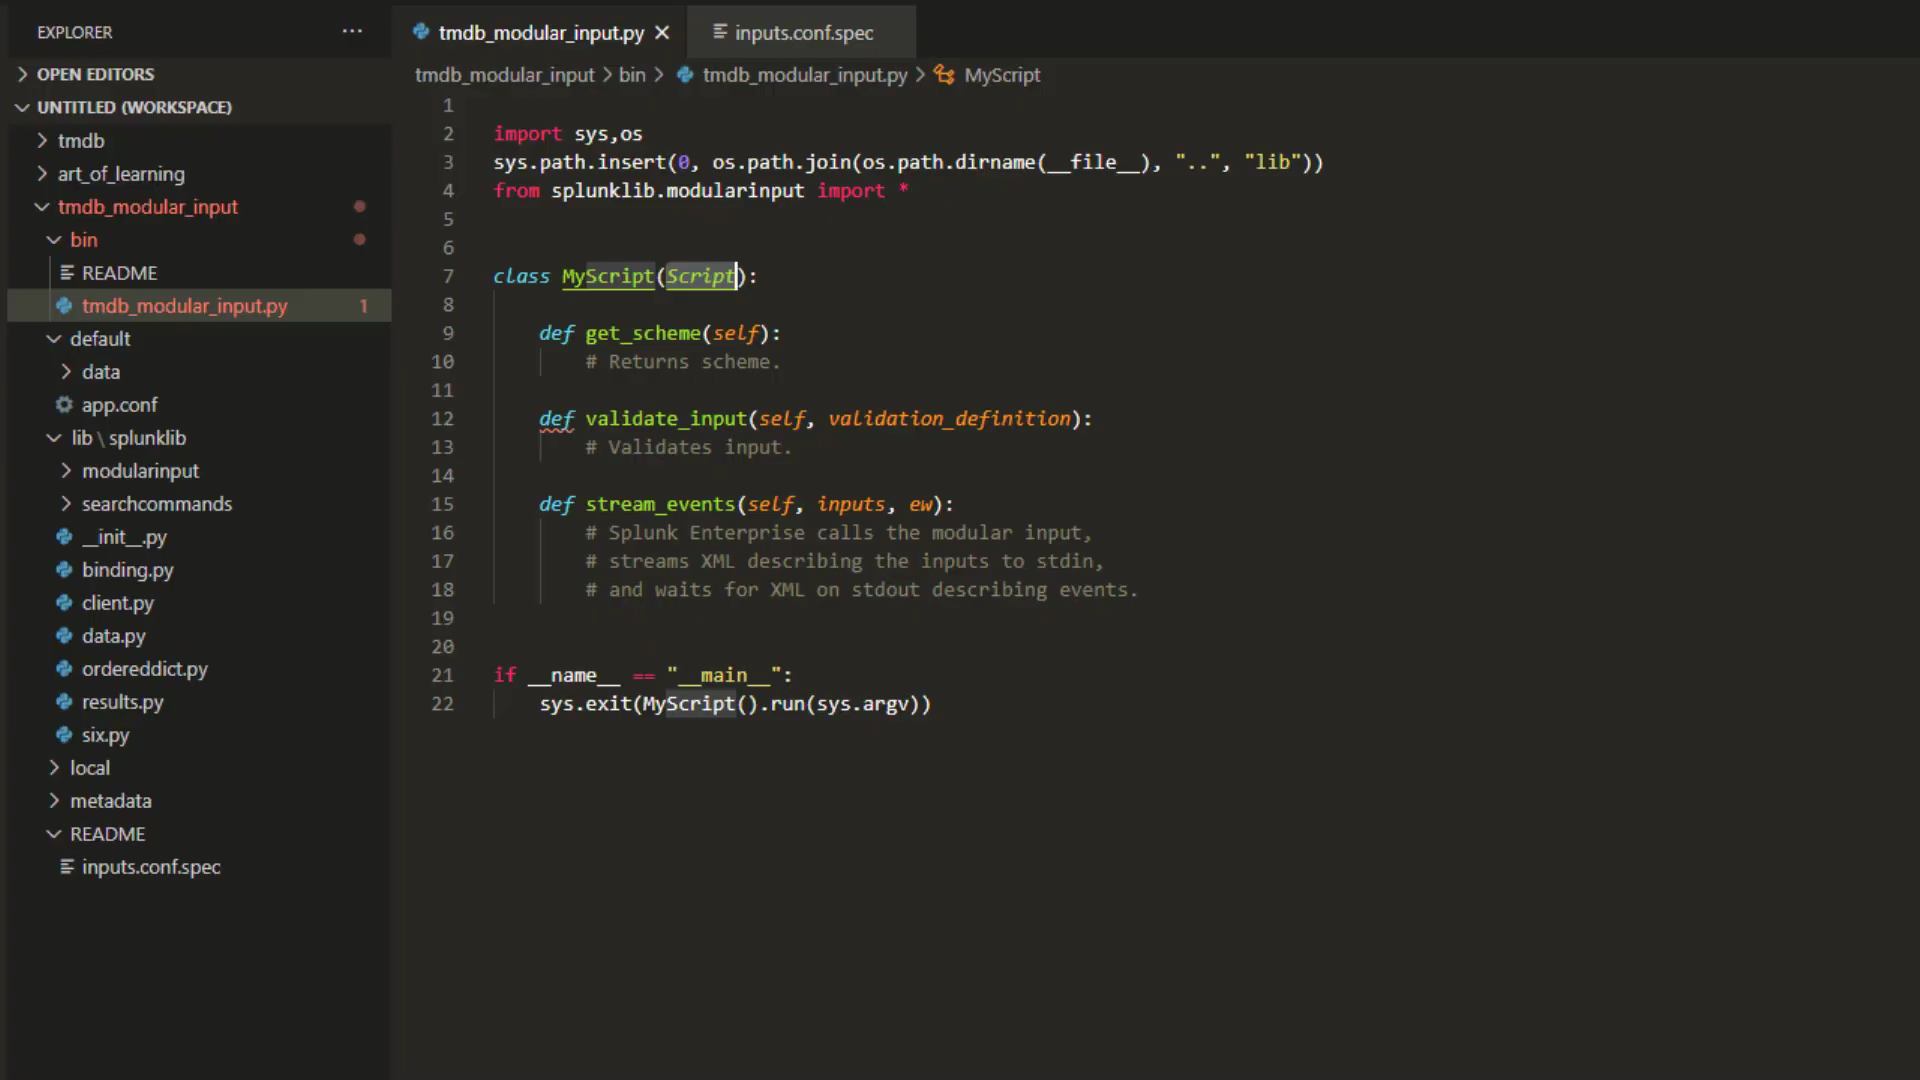 EXPLORER
OPEN EDITORS
UNTITLED (WORKSPACE)
tmdb
art_of_learning
tmdb_modular_input
bin
README
tmdb_modular_input.py 1
default
data
app.conf
lib \ splunklib
modularinput
searchcommands
__init__.py
binding.py
client.py
data.py
ordereddict.py
results.py
six.py
local
metadata
README
inputs.conf.spec
tmdb_modular_input.py inputs.conf.spec
tmdb_modular_input > bin > tmdb_modular_input.py > MyScript
1
2 import sys,os
3 sys.path.insert(0, os.path.join(os.path.dirname(__file__), "..", "lib"))
4 from splunklib.modularinput import *
5
6
7 class MyScript(Script):
8
9     def get_scheme(self):
10         # Returns scheme.
11
12     def validate_input(self, validation_definition):
13         # Validates input.
14
15     def stream_events(self, inputs, ew):
16         # Splunk Enterprise calls the modular input,
17         # streams XML describing the inputs to stdin,
18         # and waits for XML on stdout describing events.
19
20
21 if __name__ == "__main__":
22     sys.exit(MyScript().run(sys.argv))